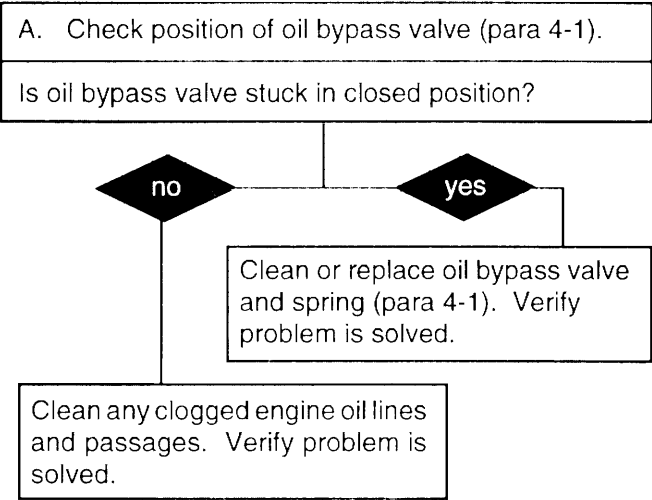 A. Check position of oil bypass valve (para 4-1).
Is oil bypass valve stuck in closed position?
no
yes
Clean or replace oil bypass valve
and spring (para 4-1). Verify
problem is solved.
Clean any clogged engine oil lines
and passages. Verify problem is
solved.